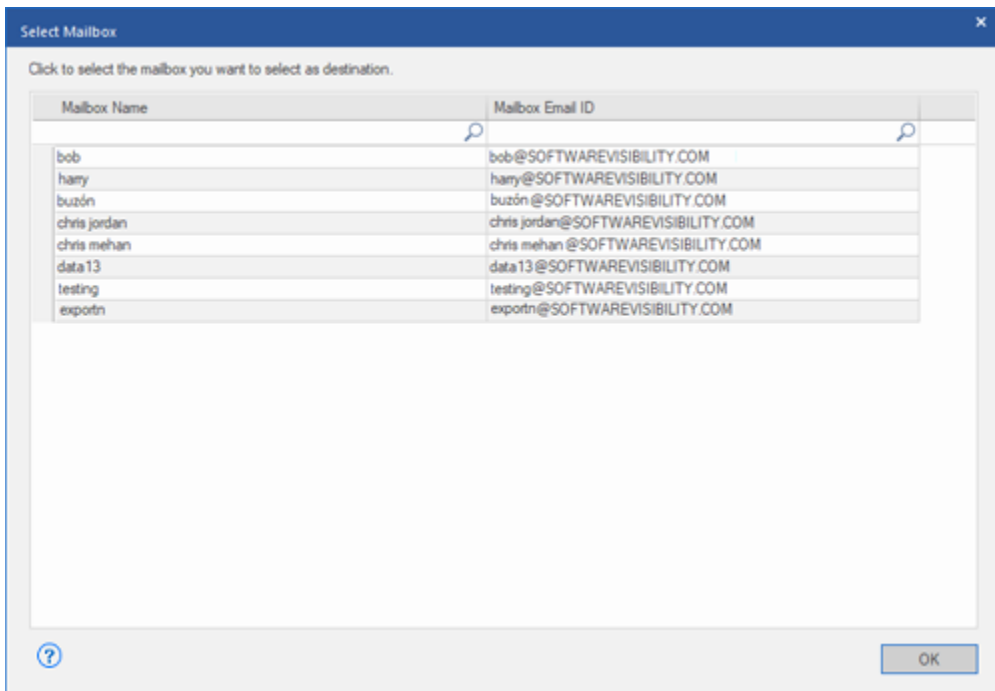 Select Mailbox
Click to select the mailbox you want to select as destination.
Mailbox Name Mailbox Email ID
bob bob@SOFTWAREVISIBILITY.COM
harry harry@SOFTWAREVISIBILITY.COM
buzón buzón@SOFTWAREVISIBILITY.COM
chris jordan chris jordan@SOFTWAREVISIBILITY.COM
chris mehan chris mehan @SOFTWAREVISIBILITY.COM
data13 data13@SOFTWAREVISIBILITY.COM
testing testing@SOFTWAREVISIBILITY.COM
exportn exportn@SOFTWAREVISIBILITY.COM
?
OK